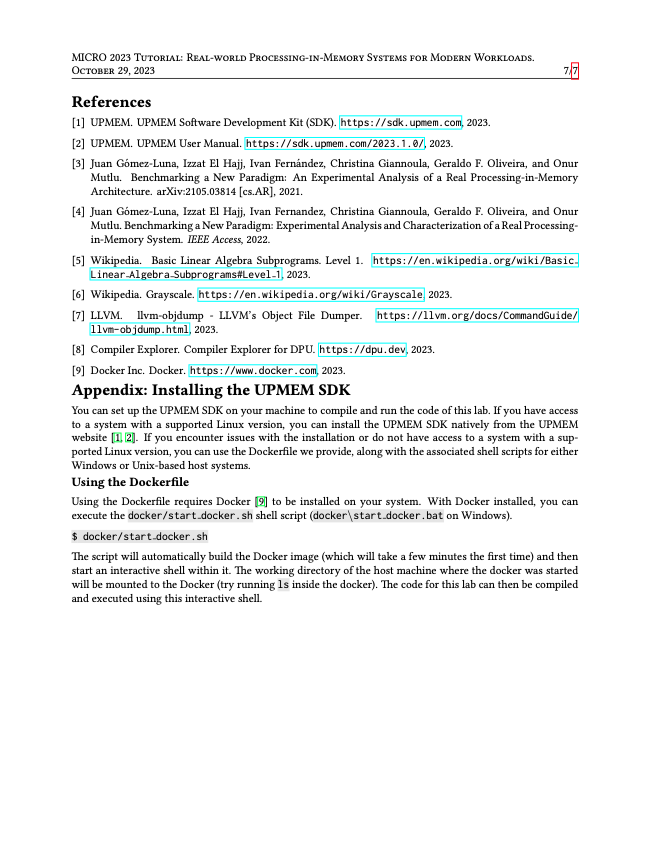 MICRO 2023 Tutorial: Real-world Processing-in-Memory Systems for Modern Workloads.
October 29, 2023 7/7
References
[1] UPMEM. UPMEM Software Development Kit (SDK). https://sdk.upmem.com, 2023.
[2] UPMEM. UPMEM User Manual. https://sdk.upmem.com/2023.1.0/, 2023.
[3] Juan Gómez-Luna, Izzat El Hajj, Ivan Fernández, Christina Giannoula, Geraldo F. Oliveira, and Onur
Mutlu. Benchmarking a New Paradigm: An Experimental Analysis of a Real Processing-in-Memory
Architecture. arXiv:2105.03814 [cs.AR], 2021.
[4] Juan Gómez-Luna, Izzat El Hajj, Ivan Fernandez, Christina Giannoula, Geraldo F. Oliveira, and Onur
Mutlu. Benchmarking a New Paradigm: Experimental Analysis and Characterization of a Real Processing-
in-Memory System. IEEE Access, 2022.
[5] Wikipedia. Basic Linear Algebra Subprograms. Level 1. https://en.wikipedia.org/wiki/Basic_
Linear_Algebra_Subprograms#Level_1, 2023.
[6] Wikipedia. Grayscale. https://en.wikipedia.org/wiki/Grayscale, 2023.
[7] LLVM. llvm-objdump - LLVM's Object File Dumper. https://llvm.org/docs/CommandGuide/
llvm-objdump.html, 2023.
[8] Compiler Explorer. Compiler Explorer for DPU. https://dpu.dev, 2023.
[9] Docker Inc. Docker. https://www.docker.com, 2023.
Appendix: Installing the UPMEM SDK
You can set up the UPMEM SDK on your machine to compile and run the code of this lab. If you have access
to a system with a supported Linux version, you can install the UPMEM SDK natively from the UPMEM
website [1, 2]. If you encounter issues with the installation or do not have access to a system with a sup-
ported Linux version, you can use the Dockerfile we provide, along with the associated shell scripts for either
Windows or Unix-based host systems.
Using the Dockerfile
Using the Dockerfile requires Docker [9] to be installed on your system. With Docker installed, you can
execute the docker/start_docker.sh shell script (docker\start_docker.bat on Windows).
$ docker/start_docker.sh
The script will automatically build the Docker image (which will take a few minutes the first time) and then
start an interactive shell within it. The working directory of the host machine where the docker was started
will be mounted to the Docker (try running ls inside the docker). The code for this lab can then be compiled
and executed using this interactive shell.